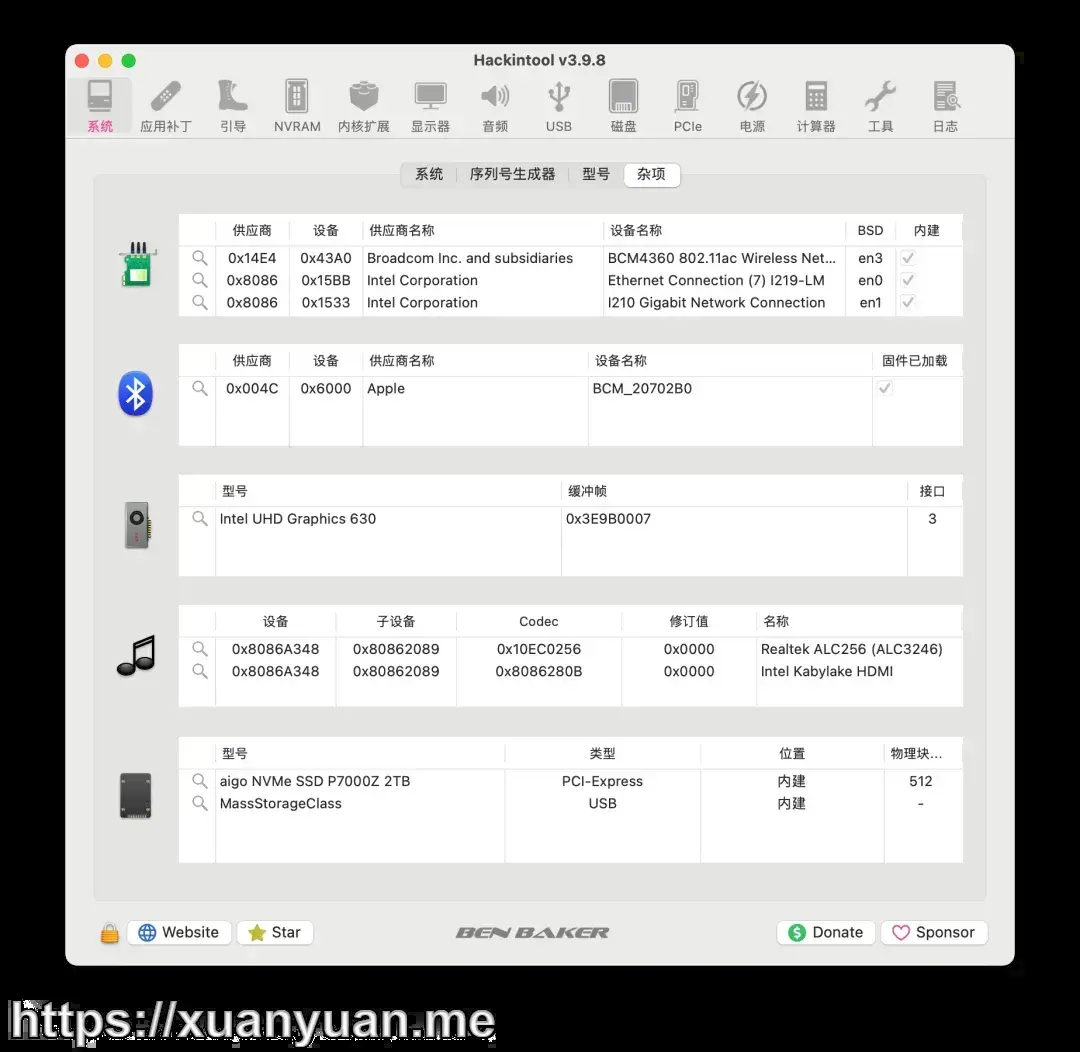 Hackintool v3.9.8
系统 应用补丁 引导 NVRAM 内核扩展 显示器 音频 USB 磁盘 PCIe 电源 计算器 工具 日志
系统 序列号生成器 型号 杂项
供应商 设备 供应商名称 设备名称 BSD 内建
0x14E4 0x43A0 Broadcom Inc. and subsidiaries BCM4360 802.11ac Wireless Net... en3
0x8086 0x15BB Intel Corporation Ethernet Connection (7) I219-LM en0
0x8086 0x1533 Intel Corporation I210 Gigabit Network Connection en1
供应商 设备 供应商名称 设备名称 固件已加载
0x004C 0x6000 Apple BCM_20702B0
型号 缓冲帧 接口
Intel UHD Graphics 630 0x3E9B0007 3
设备 子设备 Codec 修订值 名称
0x8086A348 0x80862089 0x10EC0256 0x0000 Realtek ALC256 (ALC3246)
0x8086A348 0x80862089 0x8086280B 0x0000 Intel Kabylake HDMI
型号 类型 位置 物理块...
aigo NVMe SSD P7000Z 2TB PCI-Express 内建 512
MassStorageClass USB 内建 -
Website Star BEN BAKER Donate Sponsor
https://xuanyuan.me